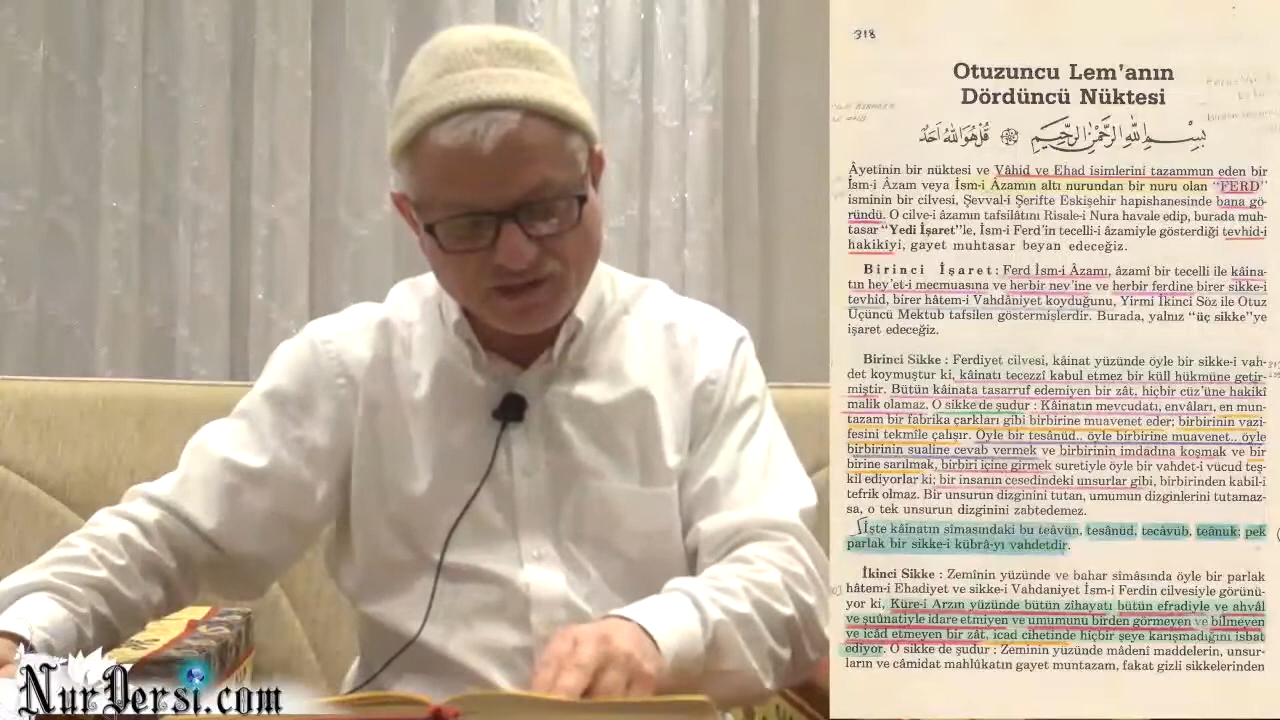 318
Otuzuncu Lem'anın
Dördüncü Nüktesi
بِسْمِ اللهِ الرَّحْمٰنِ الرَّحِيمِ ۞ قُلْ هُوَ اللهُ اَحَدٌ
Âyetinin bir nüktesi ve Vâhid ve Ehad isimlerini tazammun eden bir
İsm-i Âzam veya İsm-i Âzamın altı nurundan bir nuru olan "FERD"
isminin bir cilvesi, Şevval-i Şerifte Eskişehir hapishanesinde bana gö-
ründü. O cilve-i âzamın tafsilâtını Risale-i Nura havale edip, burada muh-
tasar "Yedi İşaret"le, İsm-i Ferd'in tecelli-i âzamiyle gösterdiği tevhid-i
hakikîyi, gayet muhtasar beyan edeceğiz.
Birinci İşaret : Ferd İsm-i Âzamı, âzamî bir tecelli ile kâina-
tın hey'et-i mecmuasına ve herbir nev'ine ve herbir ferdine birer sikke-i
tevhid, birer hâtem-i Vahdâniyet koyduğunu, Yirmi İkinci Söz ile Otuz
Üçüncü Mektub tafsilen göstermişlerdir. Burada, yalnız "üç sikke"ye
işaret edeceğiz.
Birinci Sikke : Ferdiyet cilvesi, kâinat yüzünde öyle bir sikke-i vah-
det koymuştur ki, kâinatı tecezzî kabul etmez bir küll hükmüne getir-
miştir. Bütün kâinata tasarruf edemiyen bir zât, hiçbir cüz'üne hakikî
malik olamaz. O sikke de şudur : Kâinatın mevcudatı, envâları, en mun-
tazam bir fabrika çarkları gibi birbirine muavenet eder; birbirinin vazi-
fesini tekmîle çalışır. Öyle bir tesânüd.. öyle birbirine muavenet.. öyle
birbirinin sualine cevab vermek ve birbirinin imdadına koşmak ve bir
birine sarılmak, birbiri içine girmek suretiyle öyle bir vahdet-i vücud teş-
kil ediyorlar ki; bir insanın cesedindeki unsurlar gibi, birbirinden kabil-i
tefrik olmaz. Bir unsurun dizginini tutan, umumun dizginlerini tutamaz-
sa, o tek unsurun dizginini zabtedemez.
İşte kâinatın sîmasındaki bu teâvün, tesânüd, tecâvüb, teânuk; pek
parlak bir sikke-i kübrâ-yı vahdetdir.
İkinci Sikke : Zemînin yüzünde ve bahar sîmâsında öyle bir parlak
hâtem-i Ehadiyet ve sikke-i Vahdaniyet İsm-i Ferdin cilvesiyle görünü-
yor ki, Küre-i Arzın yüzünde bütün zihayatı bütün efradiyle ve ahvâl
ve şuûnatiyle idare etmiyen ve umumunu birden görmeyen ve bilmeyen
ve icâd etmeyen bir zât, icad cihetinde hiçbir şeye karışmadığını isbat
ediyor. O sikke de şudur : Zeminin yüzünde mâdenî maddelerin, unsur-
ların ve camidat mahlûkatın gayet muntazam, fakat gizli sikkelerinden
NurDersi.com